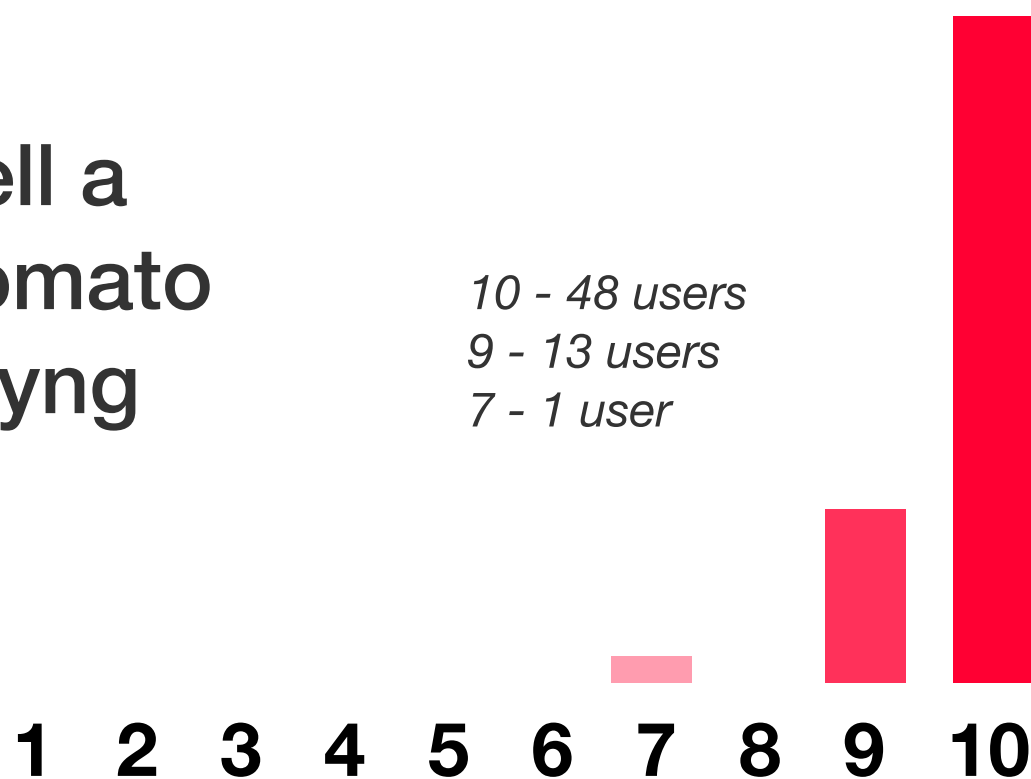 ell a
omato
yng
10 - 48 users
9 - 13 users
7 - 1 user
1 2 3 4 5 6 7 8 9 10